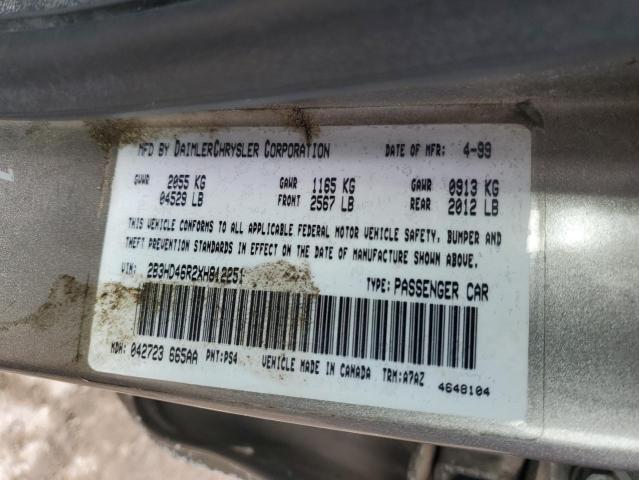 MFD BY DAIMLERCHRYSLER CORPORATION DATE OF MFR: 4-99
GVWR 2055 KG GAWR 1165 KG GAWR 0913 KG
04529 LB FRONT 2567 LB REAR 2012 LB
THIS VEHICLE CONFORMS TO ALL APPLICABLE FEDERAL MOTOR VEHICLE SAFETY, BUMPER AND
THEFT PREVENTION STANDARDS IN EFFECT ON THE DATE OF MANUFACTURE SHOWN ABOVE.
VIN: 2B3HD46R2XH812251 TYPE: PASSENGER CAR
MDH: 042723 665AA PNT: PS4 VEHICLE MADE IN CANADA TRM: A7AZ
4648104